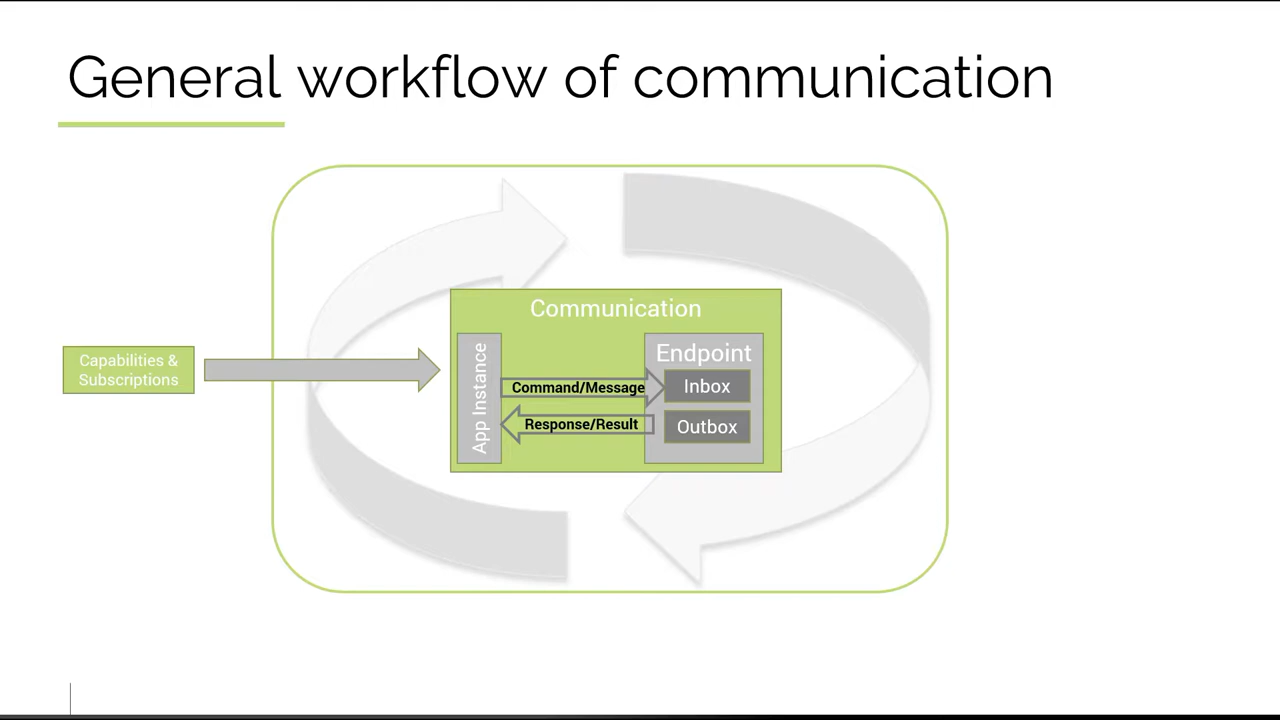 General workflow of communication
Communication
Capabilities &
Subscriptions
App Instance
Endpoint
Command/Message
Inbox
Response/Result
Outbox